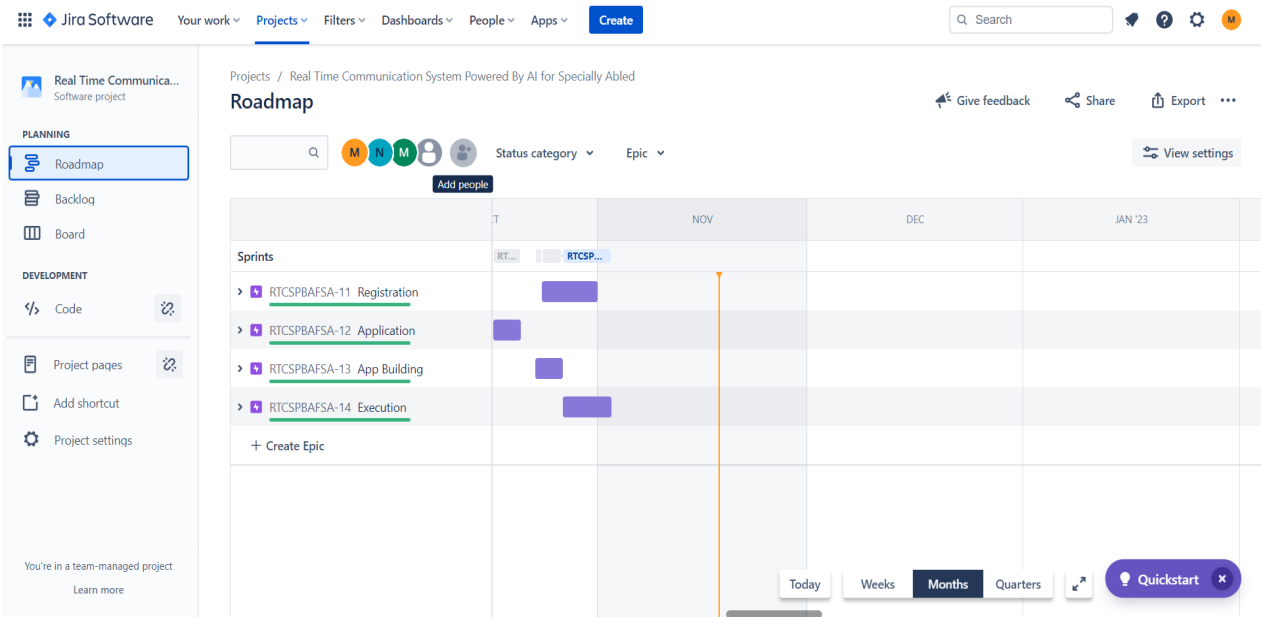 Jira Software Your work Projects Filters Dashboards People Apps Create Search M
Real Time Communica...
Software project
PLANNING
Roadmap
Backlog
Board
DEVELOPMENT
Code
Project pages
Add shortcut
Project settings
You're in a team-managed project
Learn more
Projects / Real Time Communication System Powered By AI for Specially Abled
Roadmap
Give feedback Share Export
M N M Status category Epic View settings
Add people
T NOV DEC JAN '23
Sprints RT... RTCSP...
RTCSPBAFSA-11 Registration
RTCSPBAFSA-12 Application
RTCSPBAFSA-13 App Building
RTCSPBAFSA-14 Execution
+ Create Epic
Today Weeks Months Quarters
Quickstart